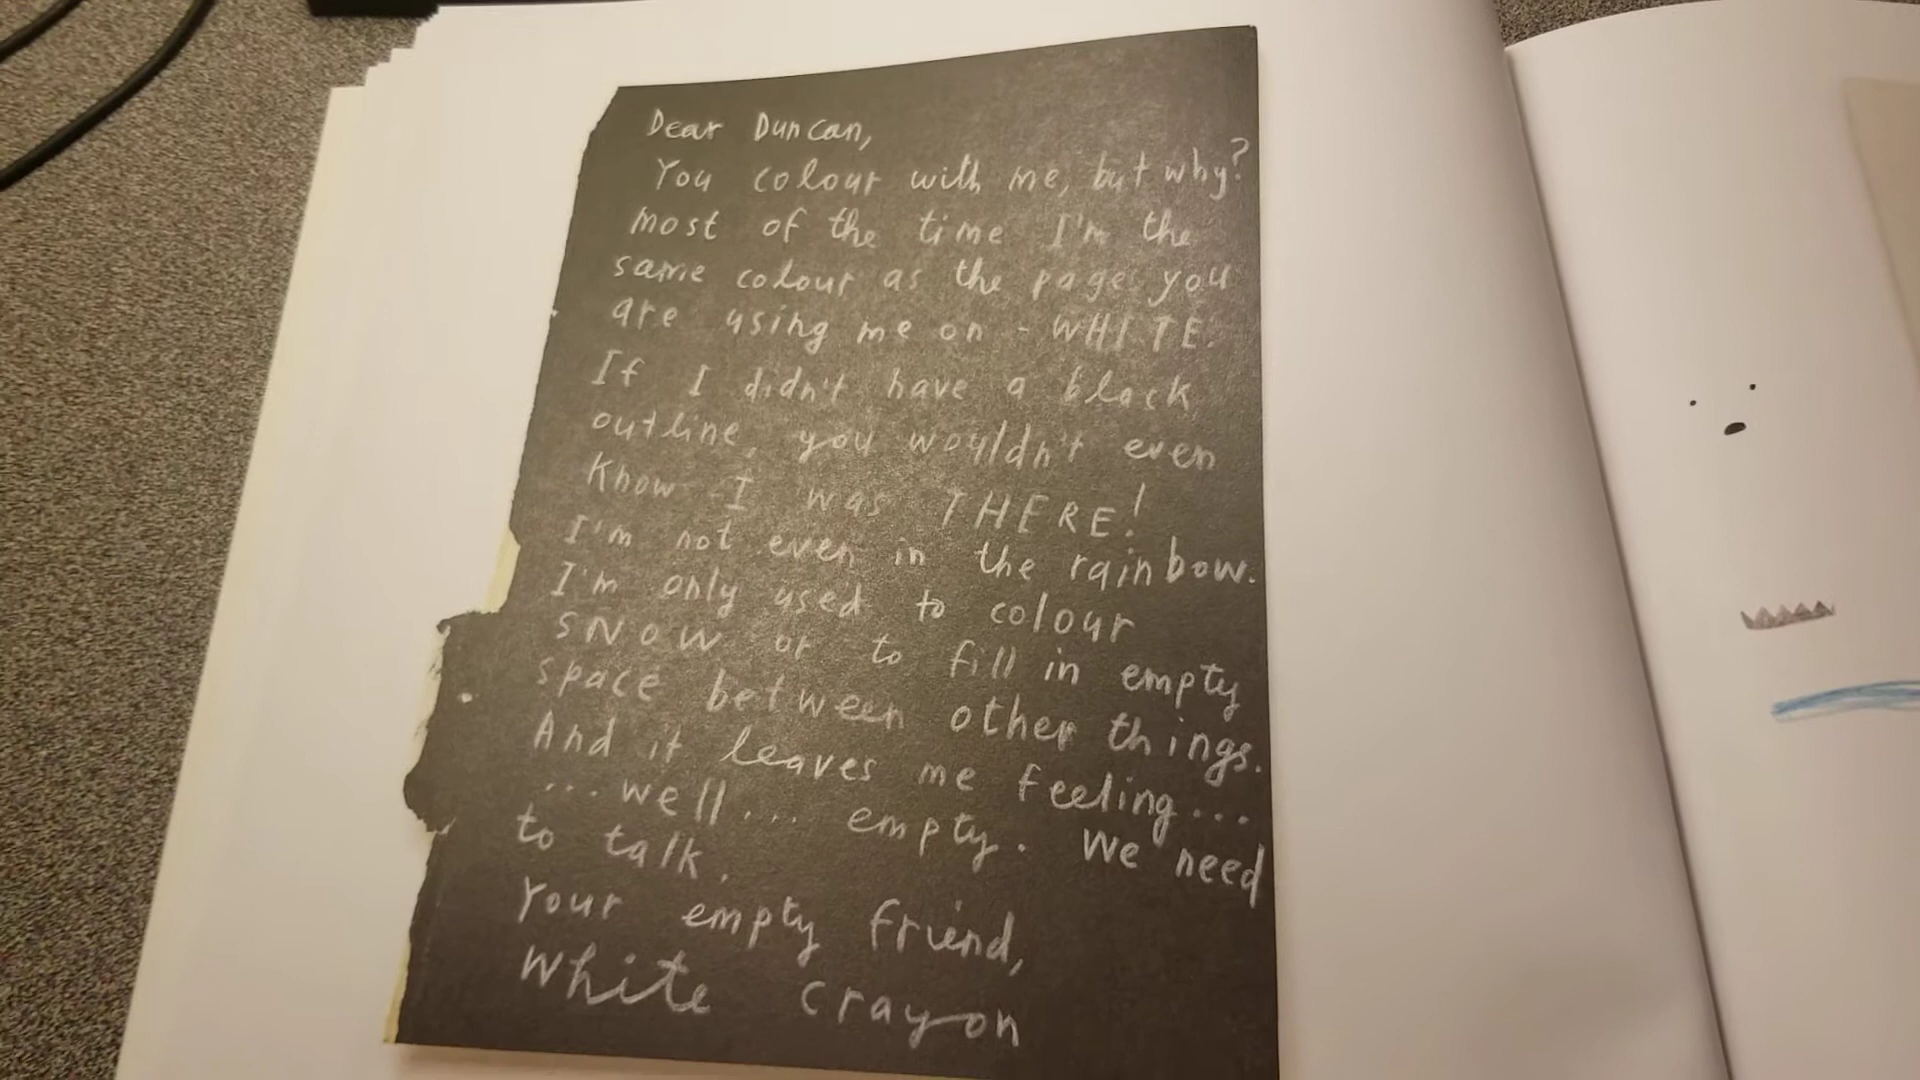 Dear Duncan,
You colour with me, but why?
most of the time I'm the
same colour as the page you
are using me on - WHITE.
If I didn't have a black
outline, you wouldn't even
know I was THERE!
I'm not even in the rainbow.
I'm only used to colour
SNOW or to fill in empty
space between other things.
And it leaves me feeling...
...well... empty. We need
to talk.
Your empty friend,
White crayon